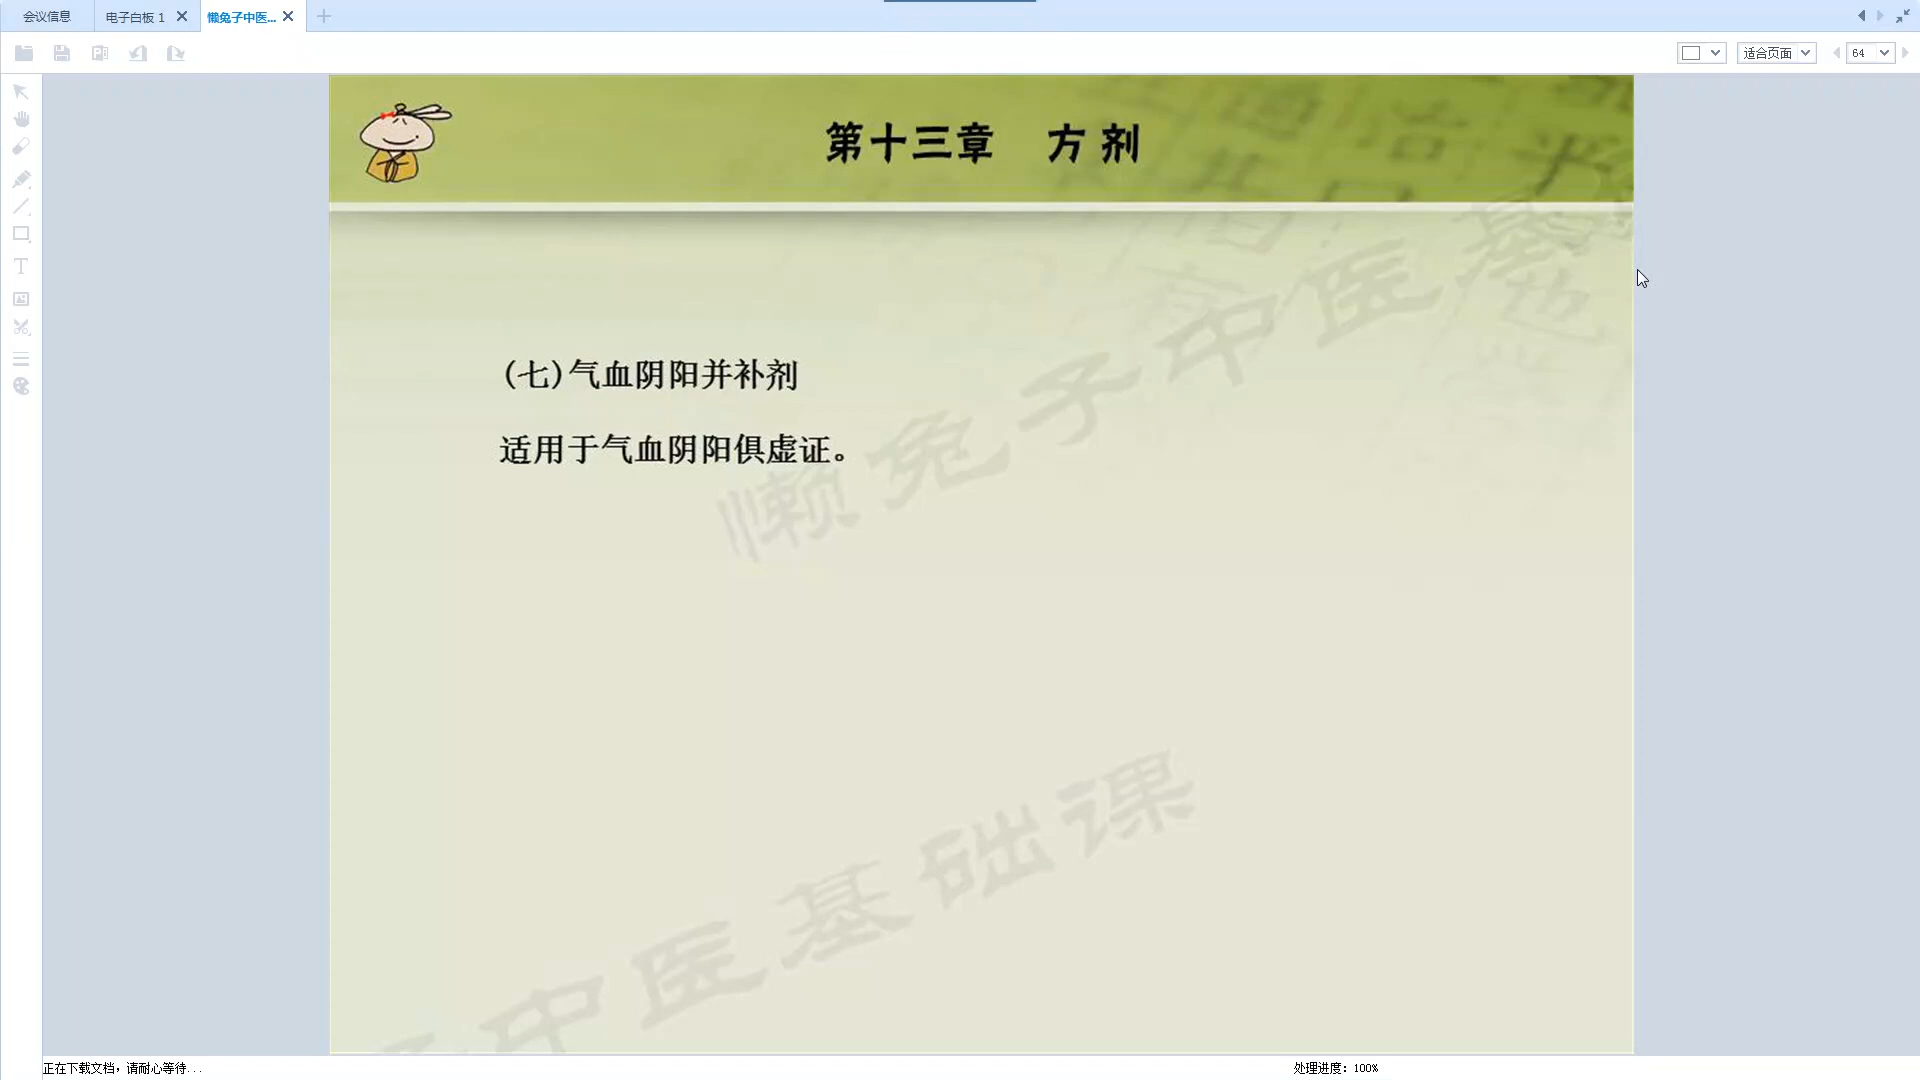 会议信息
电子白板 1
懒兔子中医...
适合页面
64
第十三章 方剂
(七)气血阴阳并补剂
适用于气血阴阳俱虚证。
懒兔子中医基
子中医基础课
正在下载文档，请耐心等待...
处理进度：100%